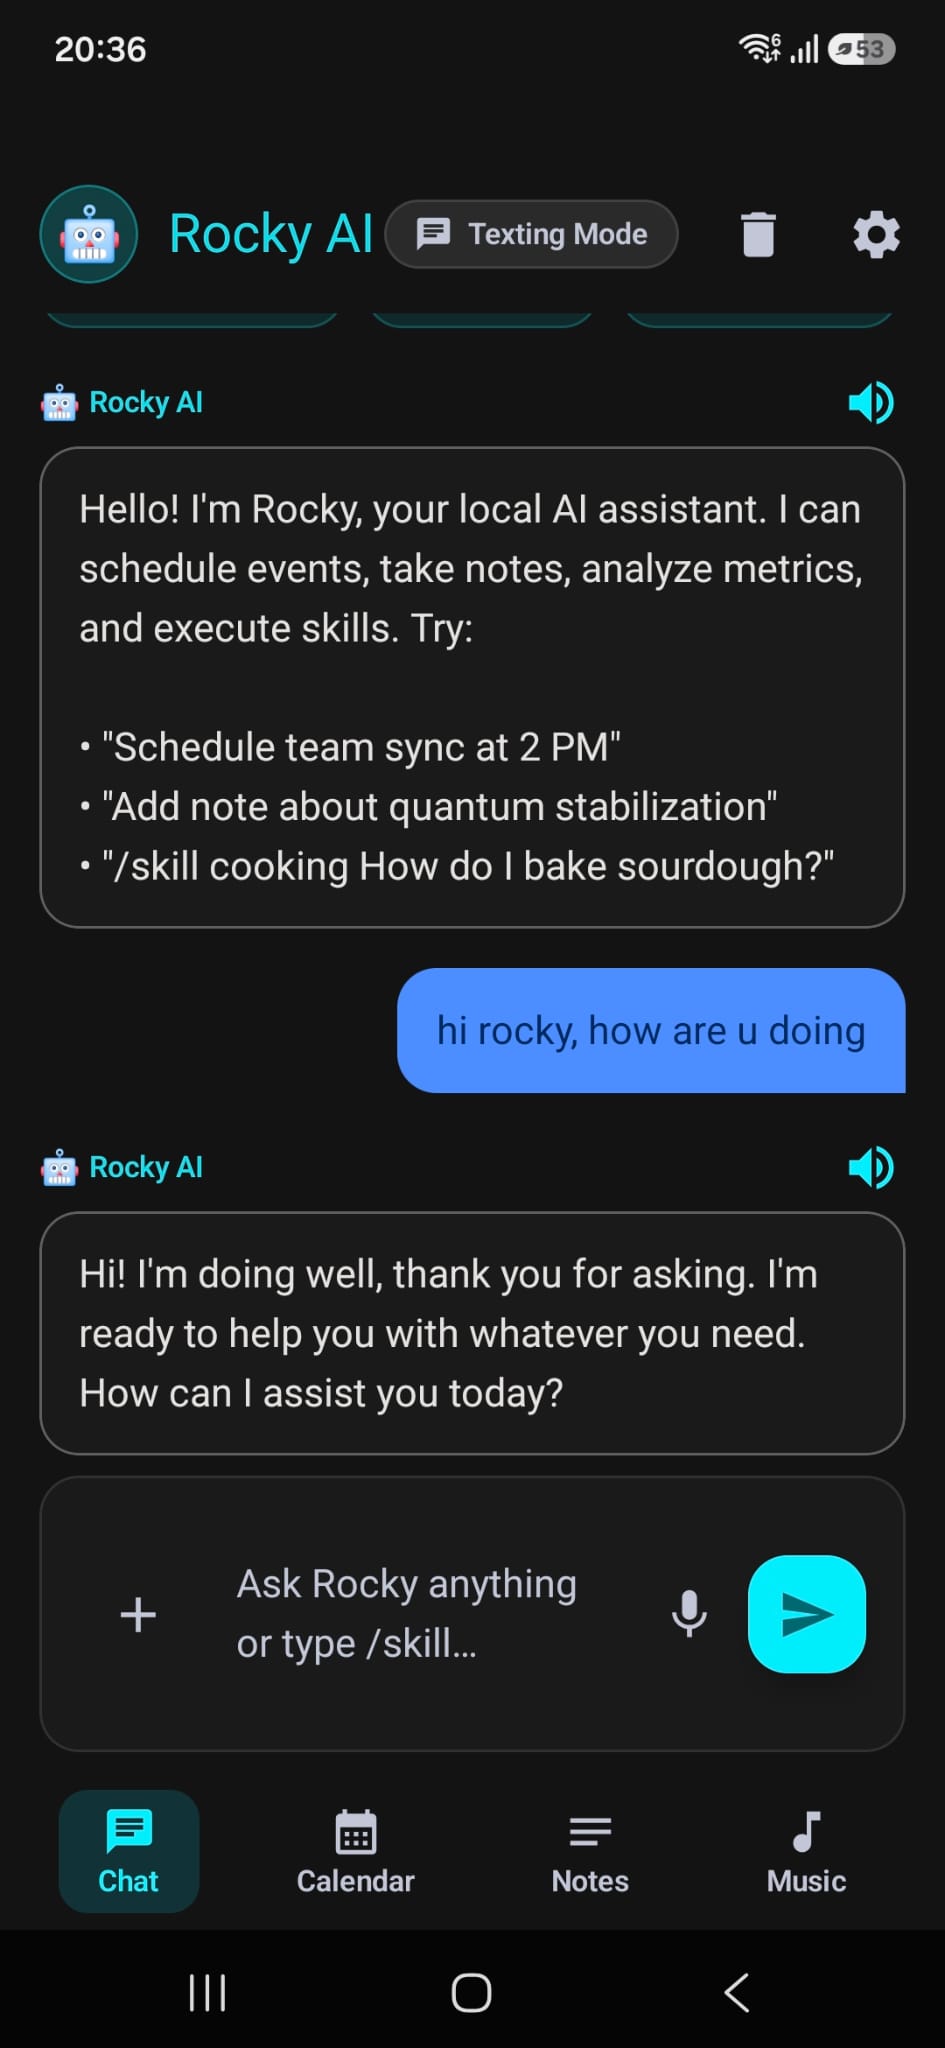 20:36
6
53
Rocky AI
Texting Mode
Rocky AI
Hello! I'm Rocky, your local AI assistant. I can
schedule events, take notes, analyze metrics,
and execute skills. Try:
• "Schedule team sync at 2 PM"
• "Add note about quantum stabilization"
• "/skill cooking How do I bake sourdough?"
hi rocky, how are u doing
Rocky AI
Hi! I'm doing well, thank you for asking. I'm
ready to help you with whatever you need.
How can I assist you today?
Ask Rocky anything
or type /skill...
Chat
Calendar
Notes
Music